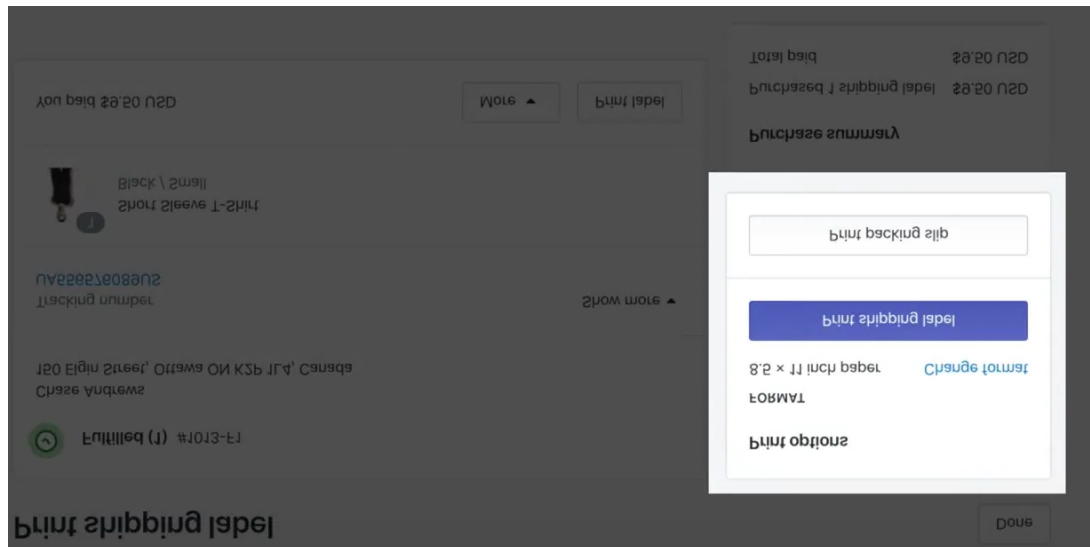 Print shipping label
Done
Fulfilled (1) #1013-F1
Chase Andrews
150 Elgin Street, Ottawa ON K2P 1L4, Canada
Tracking number
Show more
UA656576089US
1
Short Sleeve T-Shirt
Black / Small
You paid $9.50 USD
More
Print label
Print options
FORMAT
8.5 × 11 inch paper
Change format
Print shipping label
Print packing slip
Purchase summary
Purchased 1 shipping label $9.50 USD
Total paid $9.50 USD